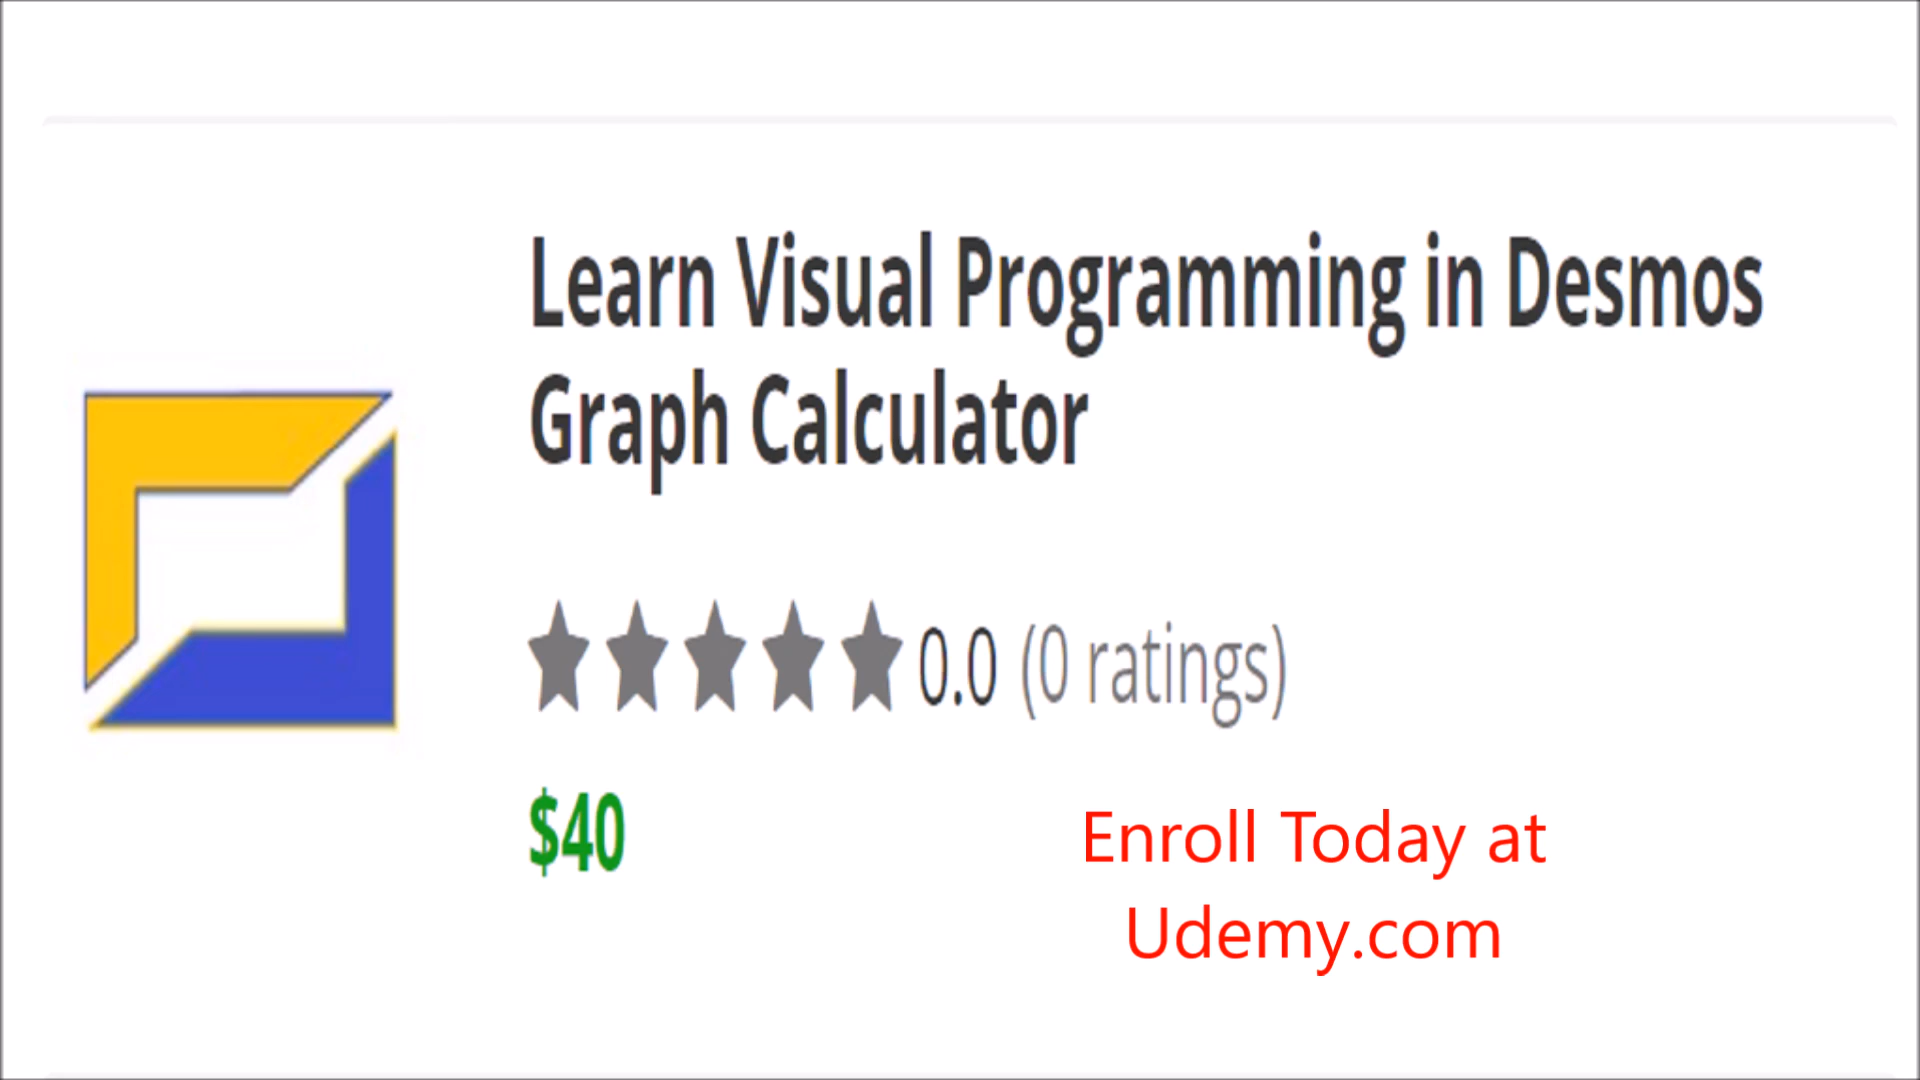 Learn Visual Programming in Desmos
Graph Calculator
0.0 (0 ratings)
$40
Enroll Today at
Udemy.com